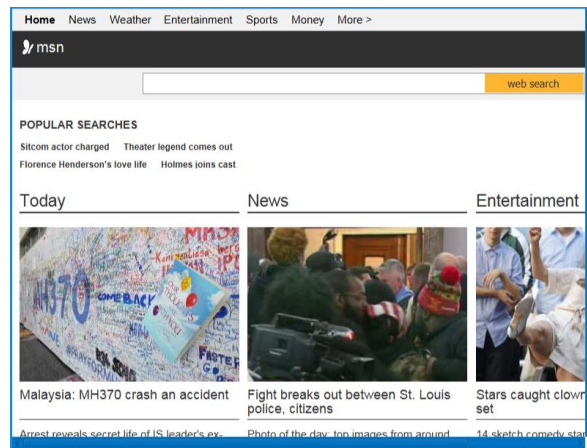 Home News Weather Entertainment Sports Money More >
msn
web search
POPULAR SEARCHES
Sitcom actor charged Theater legend comes out
Florence Henderson's love life Holmes joins cast
Today News Entertainment
MH370
COME BACK
Malaysia: MH370 crash an accident
Fight breaks out between St. Louis
police, citizens
Stars caught clown
set
Arrest reveals secret life of IS leader's ex-
Photo of the day: top images from around
14 sketch comedy star